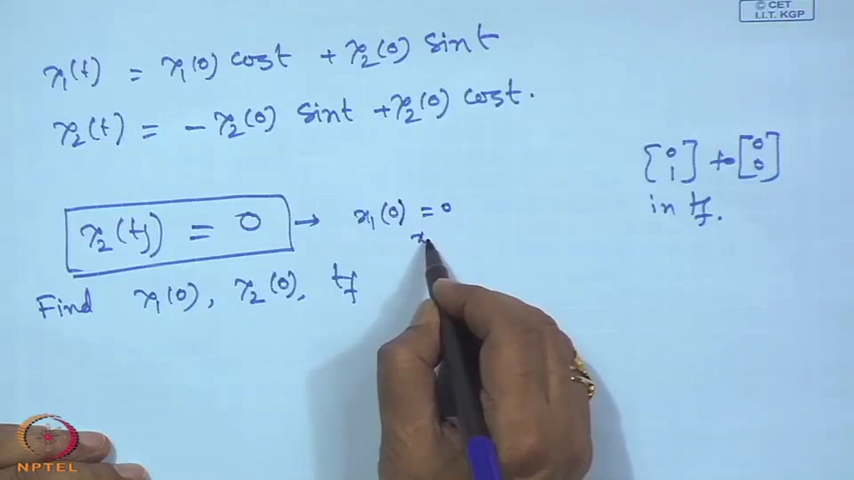 © CET
I.I.T. KGP
x₁(t) = x₁(0) cost + x₂(0) sint
x₂(t) = - x₂(0) sint + x₂(0) cost.
[0 1] to [0 0]
in tf.
x₂(tf) = 0 → x₁(0) = 0
x
Find x₁(0), x₂(0), tf
NPTEL